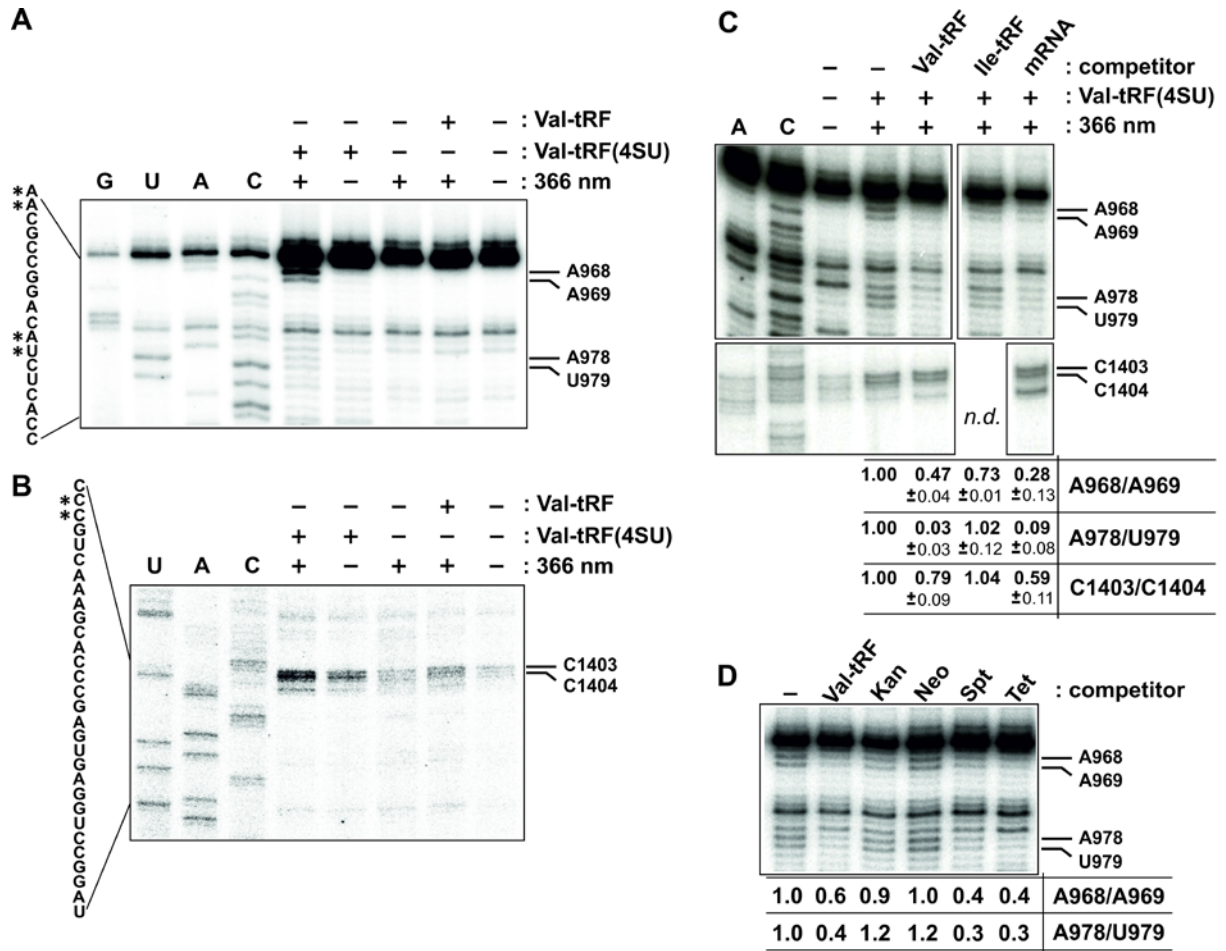 A
Val-tRF
– – – + – : Val-tRF
+ + – – – : Val-tRF(4SU)
G U A C + – + + – : 366 nm
*A
*A
C
G
C
C
G
G
A
C
*A
*U
C
U
C
A
C
C
A968
A969
A978
U979
B
– – – + – : Val-tRF
+ + – – – : Val-tRF(4SU)
U A C + – + + – : 366 nm
C
*C
*C
G
U
C
A
A
A
G
C
A
C
C
C
G
A
G
U
G
A
G
G
U
C
C
G
G
A
U
C1403
C1404
C
– – Val-tRF Ile-tRF mRNA : competitor
– + + + + : Val-tRF(4SU)
A C – + + + + : 366 nm
A968
A969
A978
U979
n.d.
C1403
C1404
1.00 0.47 0.73 0.28 A968/A969
±0.04 ±0.01 ±0.13
1.00 0.03 1.02 0.09 A978/U979
±0.03 ±0.12 ±0.08
1.00 0.79 1.04 0.59 C1403/C1404
±0.09 ±0.11
D
– Val-tRF Kan Neo Spt Tet : competitor
A968
A969
A978
U979
1.0 0.6 0.9 1.0 0.4 0.4 A968/A969
1.0 0.4 1.2 1.2 0.3 0.3 A978/U979